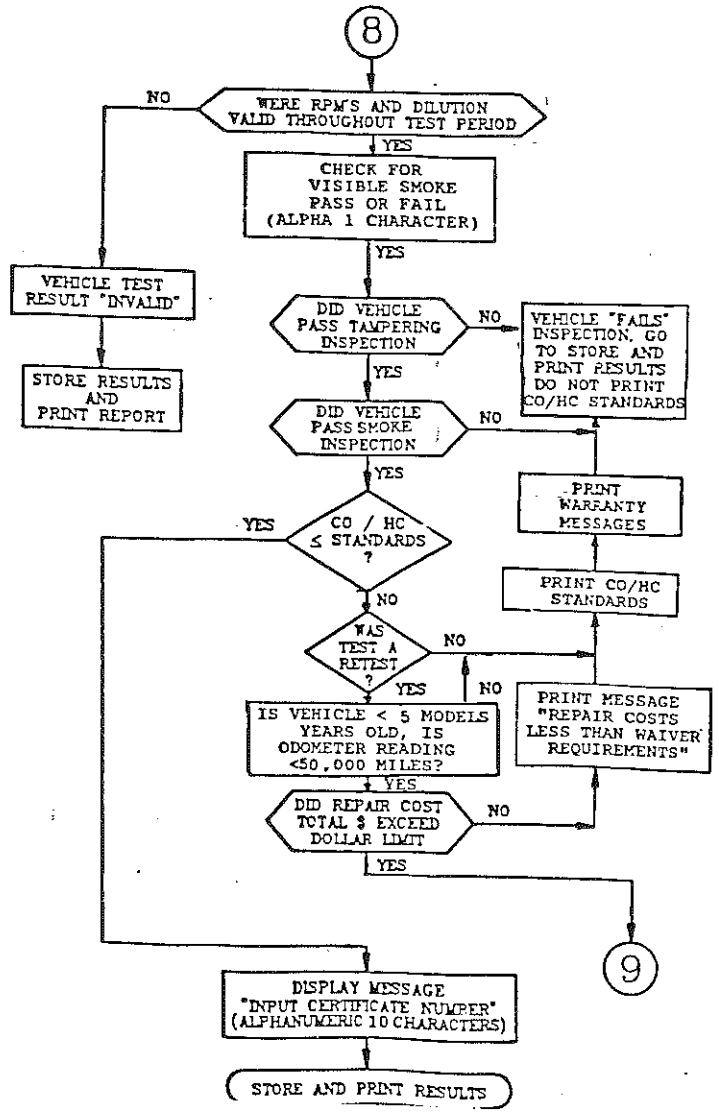 8
NO
WERE RPM'S AND DILUTION
VALID THROUGHOUT TEST PERIOD
YES
CHECK FOR
VISIBLE SMOKE
PASS OR FAIL
(ALPHA 1 CHARACTER)
YES
VEHICLE TEST
RESULT "INVALID"
STORE RESULTS
AND
PRINT REPORT
DID VEHICLE
PASS TAMPERING
INSPECTION
NO
VEHICLE "FAILS"
INSPECTION, GO
TO STORE AND
PRINT RESULTS
DO NOT PRINT
CO/HC STANDARDS
YES
DID VEHICLE
PASS SMOKE
INSPECTION
NO
YES
PRINT
WARRANTY
MESSAGES
YES
CO / HC
≤ STANDARDS
?
PRINT CO/HC
STANDARDS
NO
WAS
TEST A
RETEST
?
NO
YES
NO
IS VEHICLE < 5 MODELS
YEARS OLD, IS
ODOMETER READING
<50,000 MILES?
PRINT MESSAGE
"REPAIR COSTS
LESS THAN WAIVER
REQUIREMENTS"
YES
DID REPAIR COST
TOTAL $ EXCEED
DOLLAR LIMIT
NO
YES
9
DISPLAY MESSAGE
"INPUT CERTIFICATE NUMBER"
(ALPHANUMERIC 10 CHARACTERS)
STORE AND PRINT RESULTS